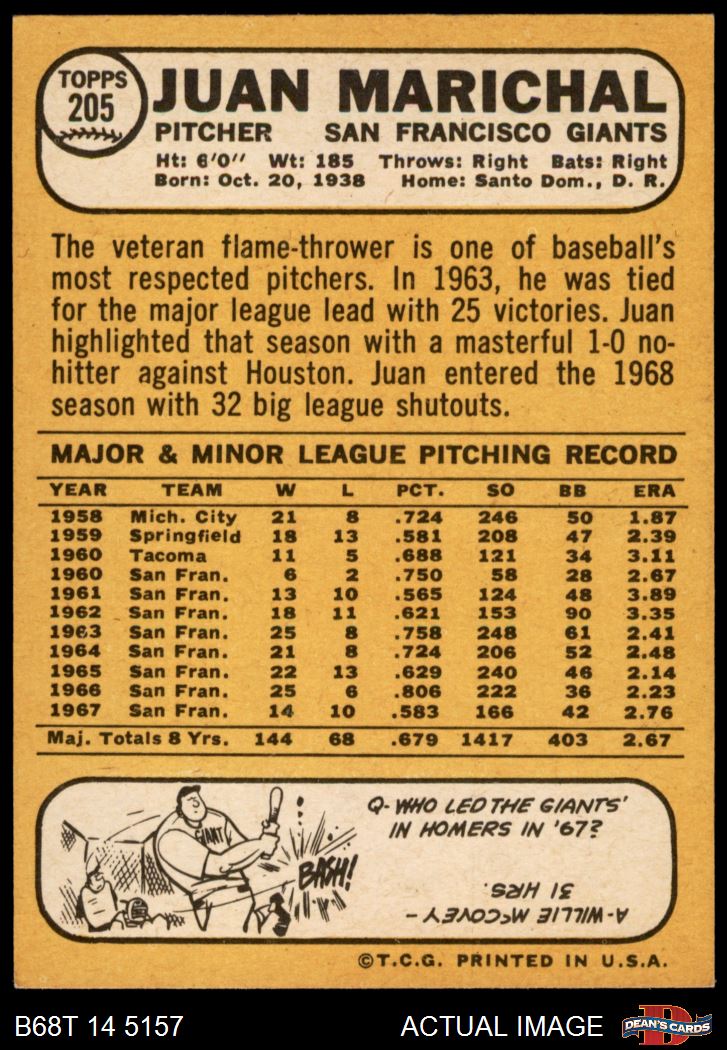 TOPPS
205
JUAN MARICHAL
PITCHER SAN FRANCISCO GIANTS
Ht: 6'0" Wt: 185 Throws: Right Bats: Right
Born: Oct. 20, 1938 Home: Santo Dom., D. R.
The veteran flame-thrower is one of baseball's
most respected pitchers. In 1963, he was tied
for the major league lead with 25 victories. Juan
highlighted that season with a masterful 1-0 no-
hitter against Houston. Juan entered the 1968
season with 32 big league shutouts.
MAJOR & MINOR LEAGUE PITCHING RECORD
YEAR TEAM W L PCT. SO BB ERA
1958 Mich. City 21 8 .724 246 50 1.87
1959 Springfield 18 13 .581 208 47 2.39
1960 Tacoma 11 5 .688 121 34 3.11
1960 San Fran. 6 2 .750 58 28 2.67
1961 San Fran. 13 10 .565 124 48 3.89
1962 San Fran. 18 11 .621 153 90 3.35
1963 San Fran. 25 8 .758 248 61 2.41
1964 San Fran. 21 8 .724 206 52 2.48
1965 San Fran. 22 13 .629 240 46 2.14
1966 San Fran. 25 6 .806 222 36 2.23
1967 San Fran. 14 10 .583 166 42 2.76
Maj. Totals 8 Yrs. 144 68 .679 1417 403 2.67
GIANT
BASH!
Q- WHO LED THE GIANTS'
IN HOMERS IN '67?
A- WILLIE McCOVEY -
31 HRS.
©T.C.G. PRINTED IN U.S.A.
B68T 14 5157
ACTUAL IMAGE
D
DEAN'S CARDS